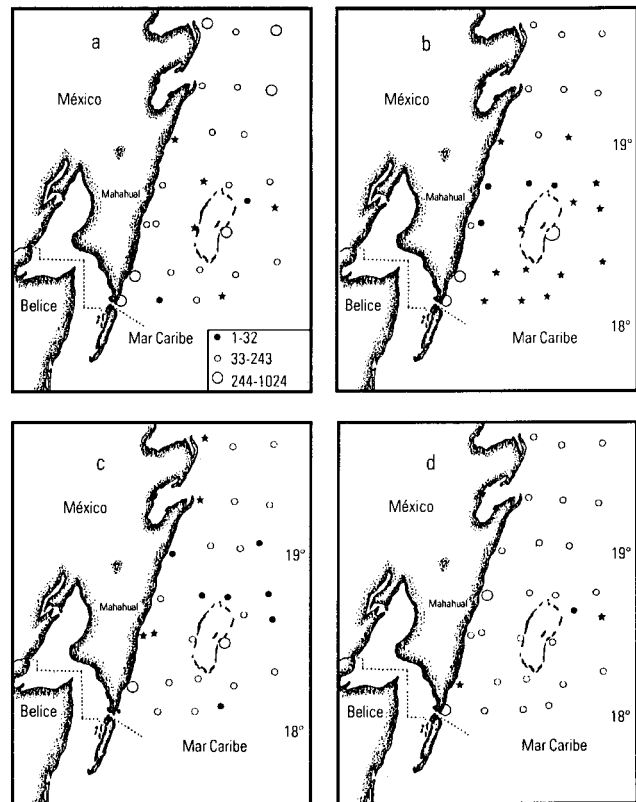 a
México
Mahahual
Belice
Mar Caribe
1-32
33-243
244-1024
b
México
19°
Mahahual
Belice
Mar Caribe
18°
c
México
19°
Mahahual
Belice
Mar Caribe
18°
d
México
19°
Mahahual
Belice
Mar Caribe
18°